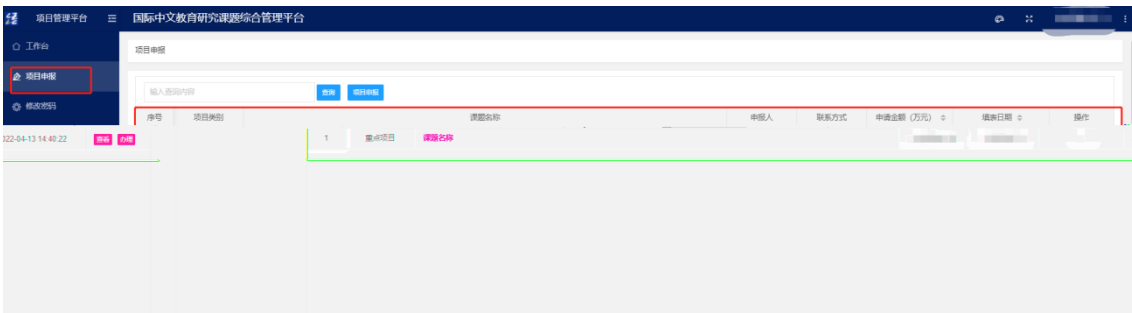 项目管理平台 国际中文教育研究课题综合管理平台
工作台
项目申报
项目申报
修改密码
输入查询内容 查询 项目申报
序号 项目类别 课题名称 申报人 联系方式 申请金额（万元） 填表日期 操作
022-04-13 14:40:22 查看 办理 1 重点项目 课题名称